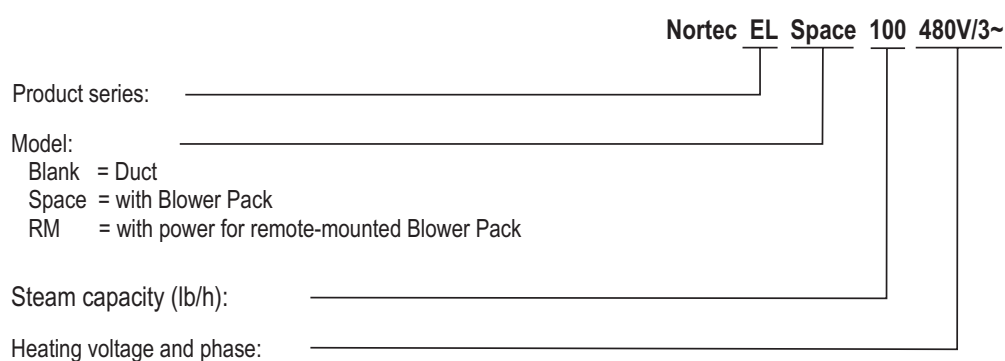 Nortec EL Space 100 480V/3~
Product series:
Model:
Blank = Duct
Space = with Blower Pack
RM = with power for remote-mounted Blower Pack
Steam capacity (lb/h):
Heating voltage and phase: